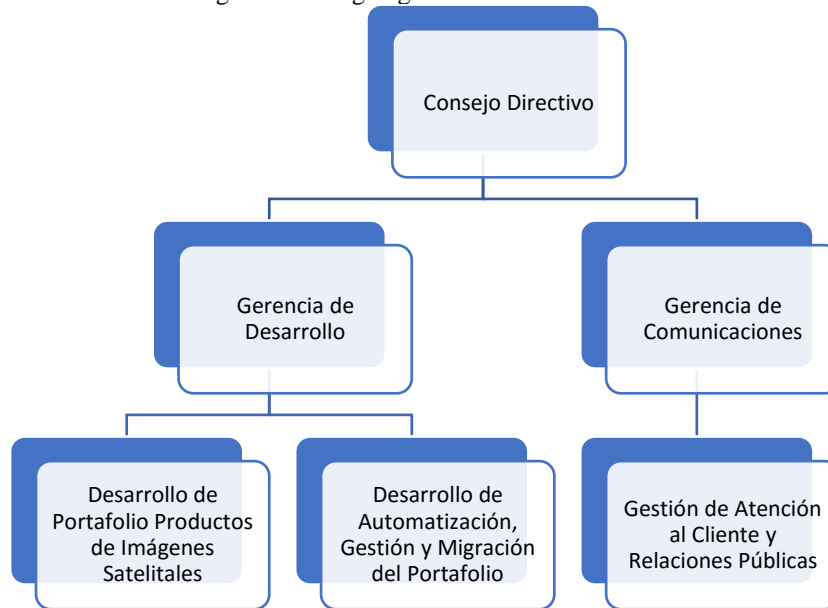 Consejo Directivo
Gerencia de
Desarrollo
Gerencia de
Comunicaciones
Desarrollo de
Portafolio Productos
de Imágenes
Satelitales
Desarrollo de
Automatización,
Gestión y Migración
del Portafolio
Gestión de Atención
al Cliente y
Relaciones Públicas